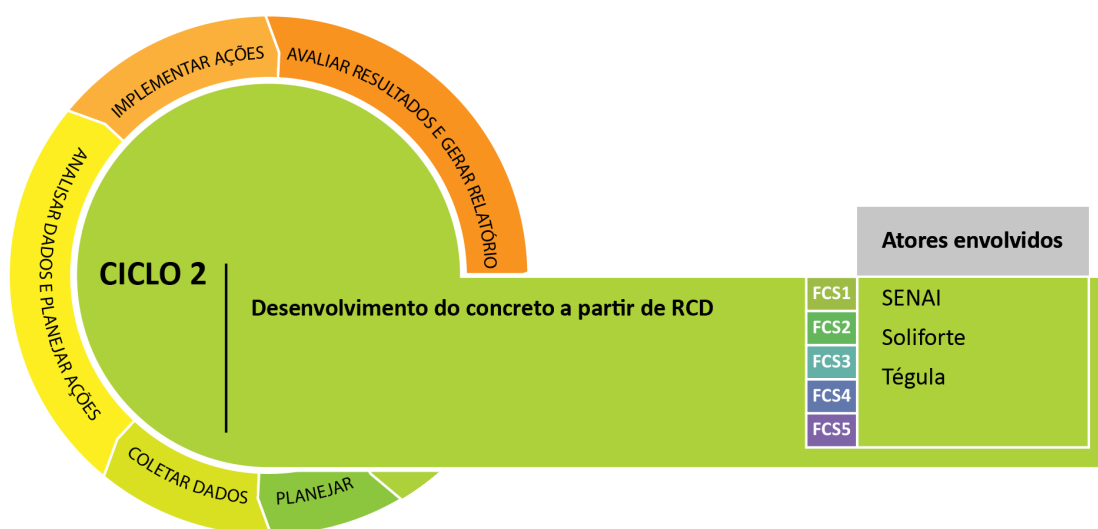 IMPLEMENTAR AÇÕES
AVALIAR RESULTADOS E GERAR RELATÓRIO
ANALISAR DADOS E PLANEJAR AÇÕES
COLETAR DADOS
PLANEJAR
CICLO 2
Desenvolvimento do concreto a partir de RCD
Atores envolvidos
FCS1
FCS2
FCS3
FCS4
FCS5
SENAI
Soliforte
Tégula